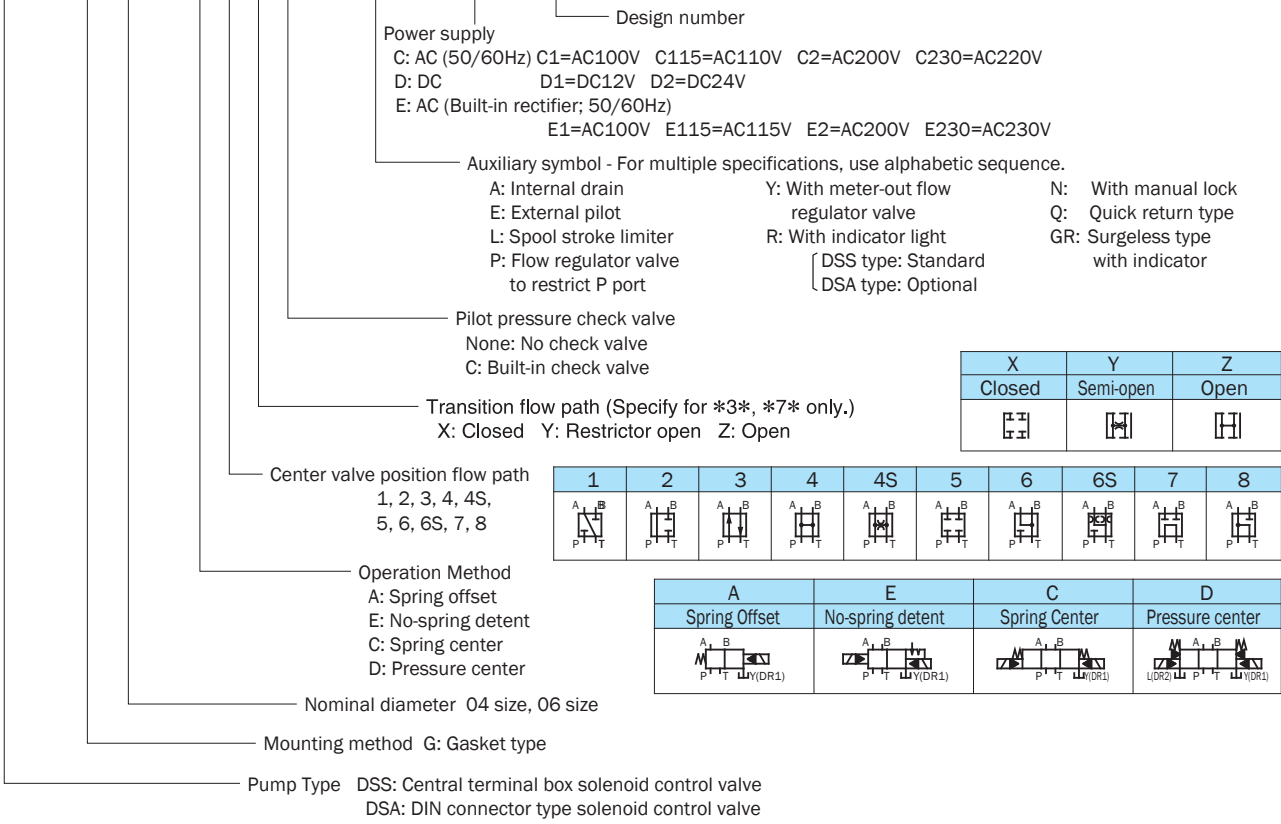 Design number
Power supply
C: AC (50/60Hz) C1=AC100V C115=AC110V C2=AC200V C230=AC220V
D: DC D1=DC12V D2=DC24V
E: AC (Built-in rectifier; 50/60Hz)
E1=AC100V E115=AC115V E2=AC200V E230=AC230V
Auxiliary symbol - For multiple specifications, use alphabetic sequence.
A: Internal drain
E: External pilot
L: Spool stroke limiter
P: Flow regulator valve
to restrict P port
Y: With meter-out flow
regulator valve
R: With indicator light
DSS type: Standard
DSA type: Optional
N: With manual lock
Q: Quick return type
GR: Surgeless type
with indicator
Pilot pressure check valve
None: No check valve
C: Built-in check valve
X Y Z
Closed Semi-open Open
Transition flow path (Specify for *3*, *7* only.)
X: Closed Y: Restrictor open Z: Open
Center valve position flow path
1, 2, 3, 4, 4S,
5, 6, 6S, 7, 8
1 2 3 4 4S 5 6 6S 7 8
A B A B A B A B A B A B A B A B A B A B
P T P T P T P T P T P T P T P T P T P T
Operation Method
A: Spring offset
E: No-spring detent
C: Spring center
D: Pressure center
A E C D
Spring Offset No-spring detent Spring Center Pressure center
A B A B A B A B
P T Y(DR1) P T Y(DR1) P T Y(DR1) L(DR2) P T Y(DR1)
Nominal diameter 04 size, 06 size
Mounting method G: Gasket type
Pump Type DSS: Central terminal box solenoid control valve
DSA: DIN connector type solenoid control valve